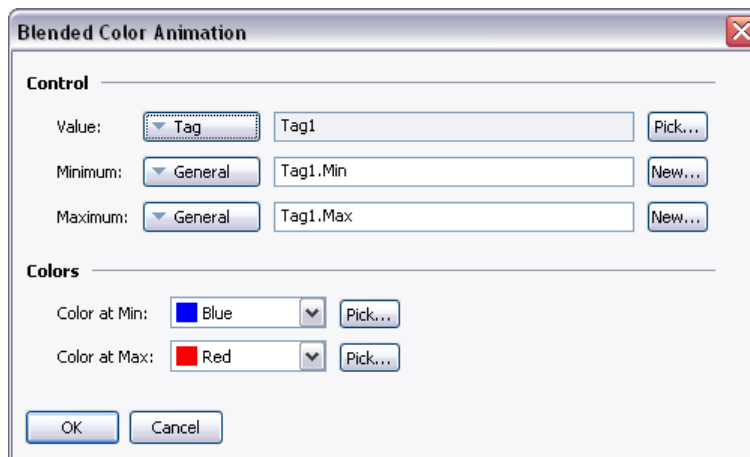 Blended Color Animation
Control
Value: Tag Tag1 Pick...
Minimum: General Tag1.Min New...
Maximum: General Tag1.Max New...
Colors
Color at Min: Blue Pick...
Color at Max: Red Pick...
OK Cancel